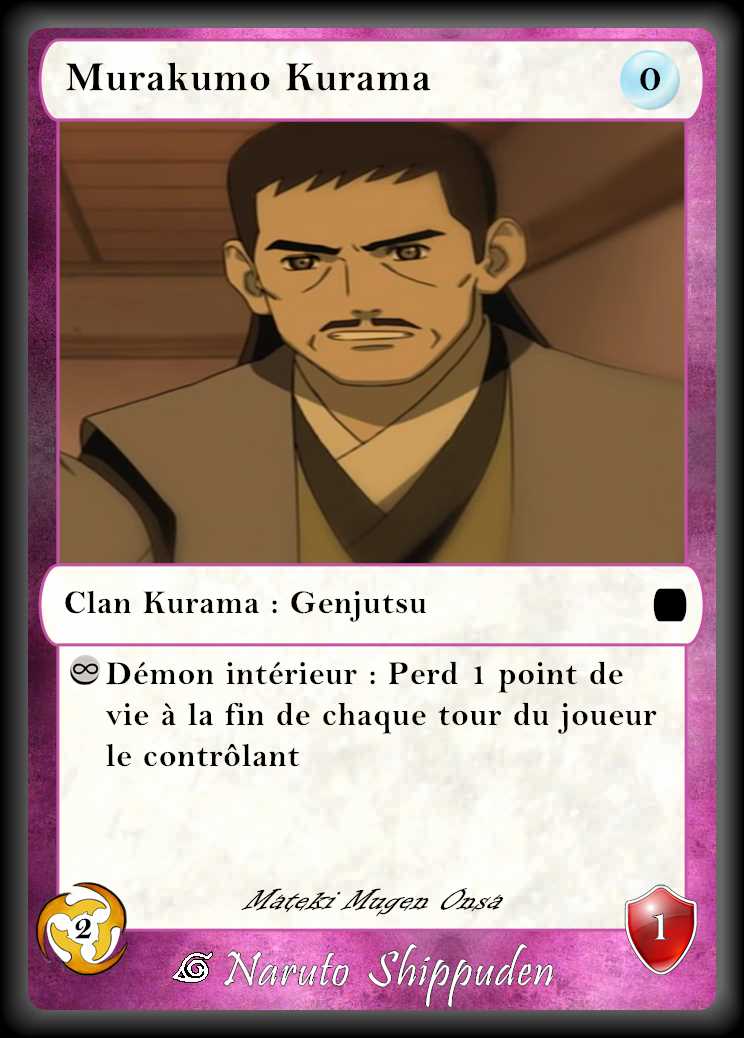 Murakumo Kurama 0
Clan Kurama : Genjutsu
Démon intérieur : Perd 1 point de
vie à la fin de chaque tour du joueur
le contrôlant
Mateki Mugen Onsa
2
1
Naruto Shippuden